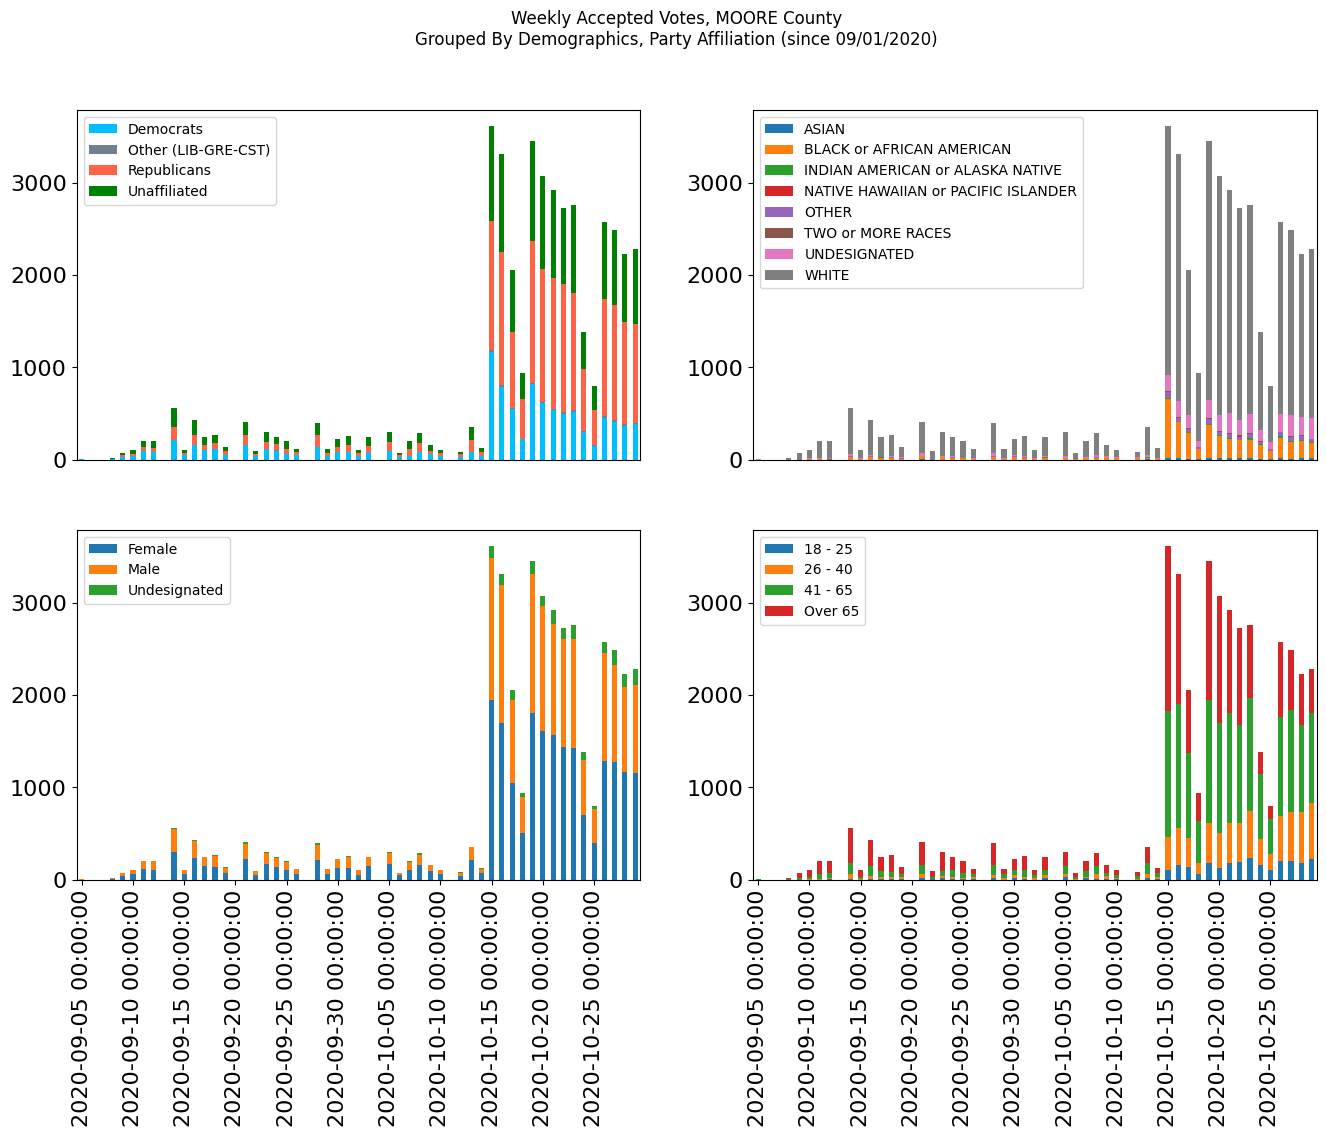 Weekly Accepted Votes, MOORE County
Grouped By Demographics, Party Affiliation (since 09/01/2020)
Democrats
Other (LIB-GRE-CST)
Republicans
Unaffiliated
3000
2000
1000
0
ASIAN
BLACK or AFRICAN AMERICAN
INDIAN AMERICAN or ALASKA NATIVE
NATIVE HAWAIIAN or PACIFIC ISLANDER
OTHER
TWO or MORE RACES
UNDESIGNATED
WHITE
3000
2000
1000
0
Female
Male
Undesignated
3000
2000
1000
0
2020-09-05 00:00:00
2020-09-10 00:00:00
2020-09-15 00:00:00
2020-09-20 00:00:00
2020-09-25 00:00:00
2020-09-30 00:00:00
2020-10-05 00:00:00
2020-10-10 00:00:00
2020-10-15 00:00:00
2020-10-20 00:00:00
2020-10-25 00:00:00
18 - 25
26 - 40
41 - 65
Over 65
3000
2000
1000
0
2020-09-05 00:00:00
2020-09-10 00:00:00
2020-09-15 00:00:00
2020-09-20 00:00:00
2020-09-25 00:00:00
2020-09-30 00:00:00
2020-10-05 00:00:00
2020-10-10 00:00:00
2020-10-15 00:00:00
2020-10-20 00:00:00
2020-10-25 00:00:00